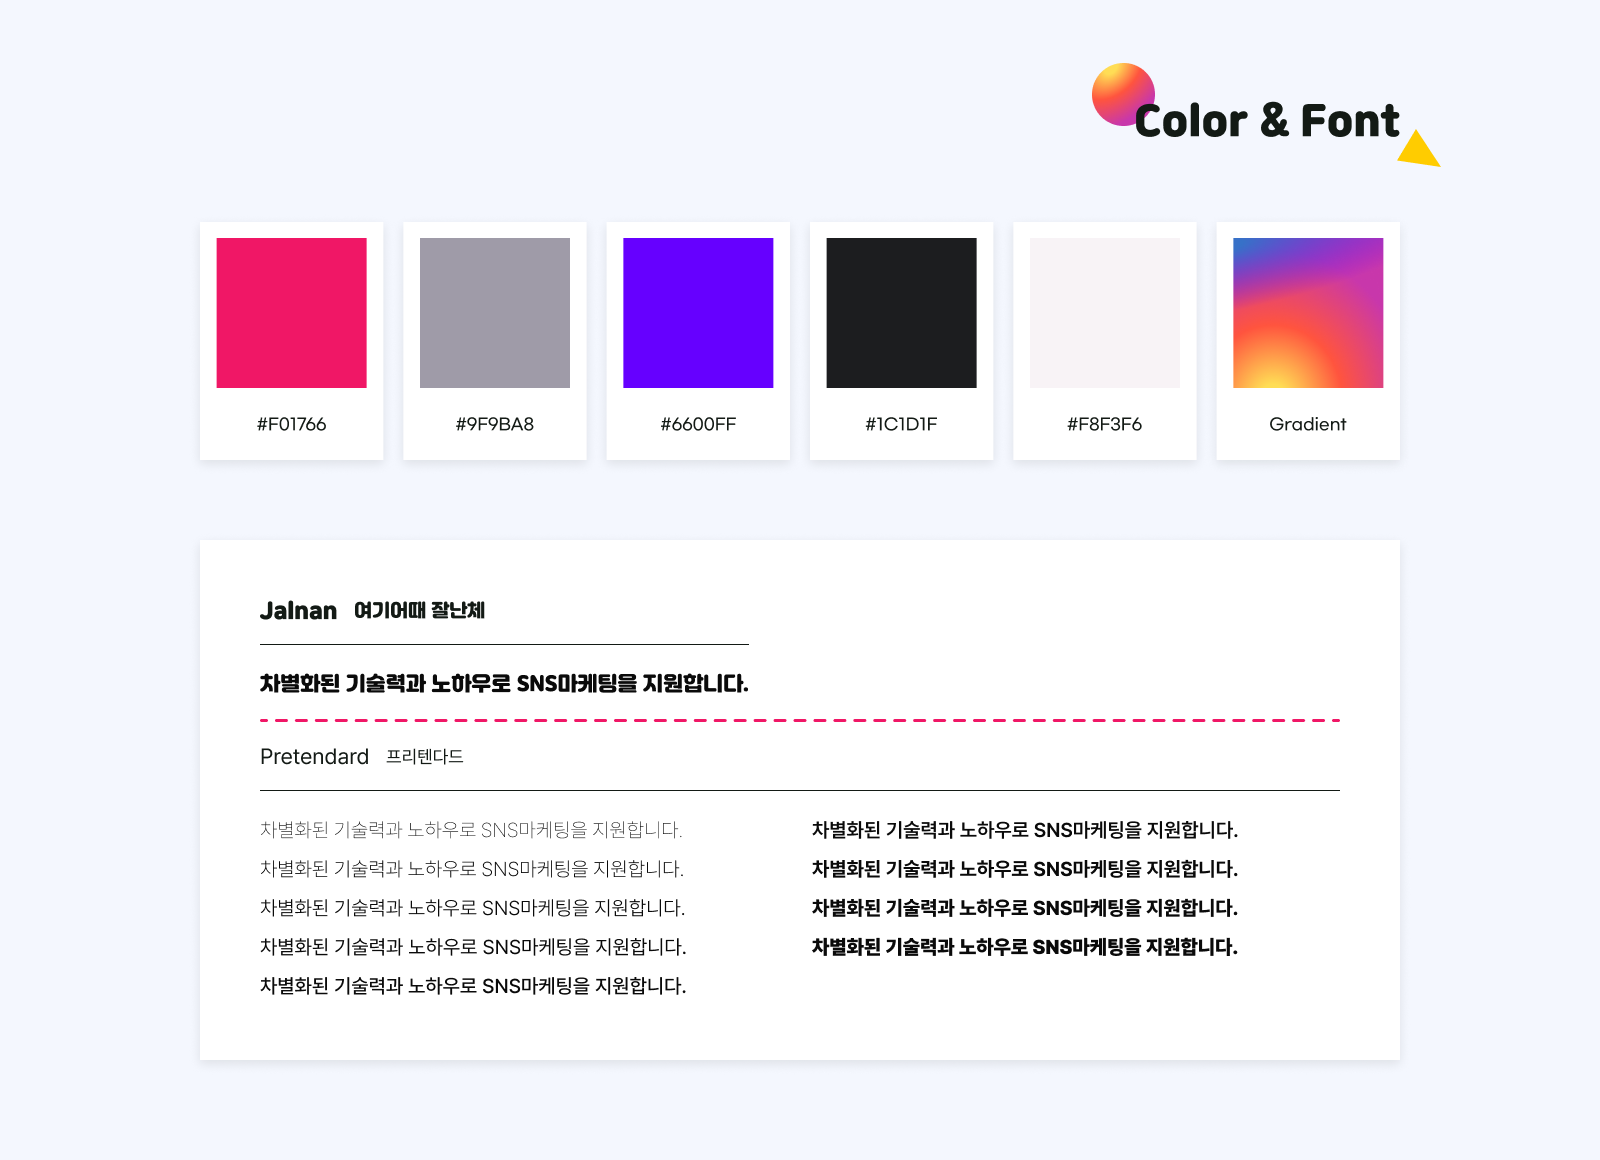 Color & Font
#F01766
#9F9BA8
#6600FF
#1C1D1F
#F8F3F6
Gradient
Jalnan 여기어때 잘난체
차별화된 기술력과 노하우로 SNS마케팅을 지원합니다.
Pretendard 프리텐다드
차별화된 기술력과 노하우로 SNS마케팅을 지원합니다.
차별화된 기술력과 노하우로 SNS마케팅을 지원합니다.
차별화된 기술력과 노하우로 SNS마케팅을 지원합니다.
차별화된 기술력과 노하우로 SNS마케팅을 지원합니다.
차별화된 기술력과 노하우로 SNS마케팅을 지원합니다.
차별화된 기술력과 노하우로 SNS마케팅을 지원합니다.
차별화된 기술력과 노하우로 SNS마케팅을 지원합니다.
차별화된 기술력과 노하우로 SNS마케팅을 지원합니다.
차별화된 기술력과 노하우로 SNS마케팅을 지원합니다.